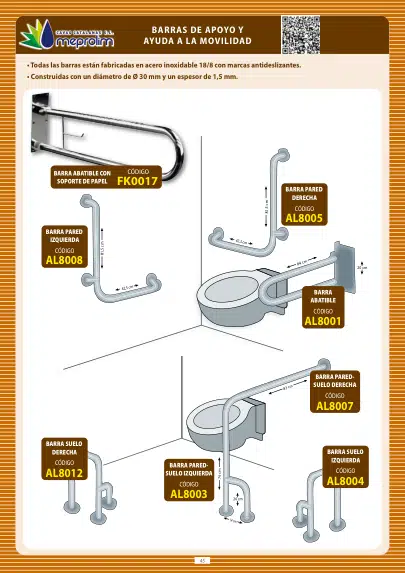 CAYAS CATALANAS S.L.
meprolim
BARRAS DE APOYO Y
AYUDA A LA MOVILIDAD
• Todas las barras están fabricadas en acero inoxidable 18/8 con marcas antideslizantes.
• Construidas con un diámetro de Ø 30 mm y un espesor de 1,5 mm.
BARRA ABATIBLE CON
SOPORTE DE PAPEL
CÓDIGO
FK0017
BARRA PARED
DERECHA
CÓDIGO
AL8005
BARRA PARED
IZQUIERDA
CÓDIGO
AL8008
BARRA
ABATIBLE
CÓDIGO
AL8001
BARRA PARED-
SUELO DERECHA
CÓDIGO
AL8007
BARRA SUELO
DERECHA
CÓDIGO
AL8012
BARRA PARED-
SUELO IZQUIERDA
CÓDIGO
AL8003
BARRA SUELO
IZQUIERDA
CÓDIGO
AL8004
45